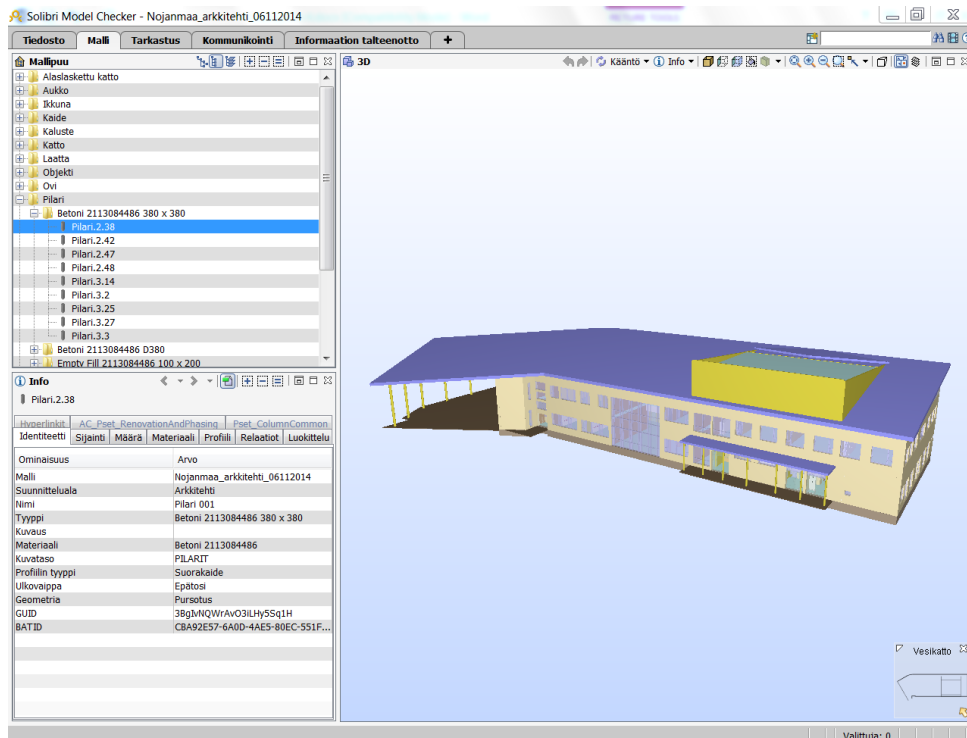 Solibri Model Checker - Nojanmaa_arkkitehti_06112014
Tiedosto Malli Tarkastus Kommunikointi Informaation talteenotto +
Mallipuu
Alaslaskettu katto
Aukko
Ikkuna
Kaide
Kaluste
Katto
Laatta
Objekti
Ovi
Pilari
Betoni 2113084486 380 x 380
Pilari.2.38
Pilari.2.42
Pilari.2.47
Pilari.2.48
Pilari.3.14
Pilari.3.2
Pilari.3.25
Pilari.3.27
Pilari.3.3
Betoni 2113084486 D380
Empty Fill 2113084486 100 x 200
Info
Pilari.2.38
Hyperlinkit AC_Pset_RenovationAndPhasing Pset_ColumnCommon
Identiteetti Sijainti Määrä Materiaali Profiili Relaatiot Luokittelu
Ominaisuus Arvo
Malli Nojanmaa_arkkitehti_06112014
Suunnitteluala Arkkitehti
Nimi Pilari 001
Tyyppi Betoni 2113084486 380 x 380
Kuvaus
Materiaali Betoni 2113084486
Kuvataso PILARIT
Profiilin tyyppi Suorakaide
Ulkovaippa Epätosi
Geometria Pursotus
GUID 3BgIvNQWrAvO3iLHy5Sq1H
BATID CBA92E57-6A0D-4AE5-80EC-551F...
3D Kääntö Info
Vesikatto
Valittuja: 0